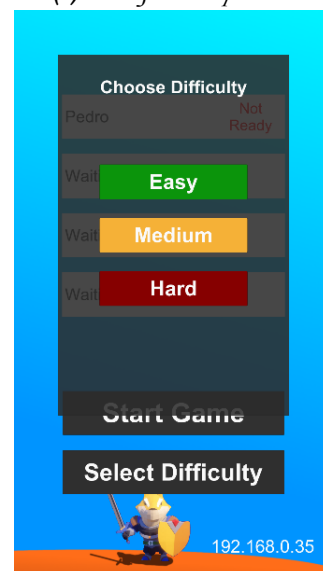 Choose Difficulty
Pedro
Not
Ready
Wait
Easy
Wait
Medium
Wait
Hard
Start Game
Select Difficulty
192.168.0.35